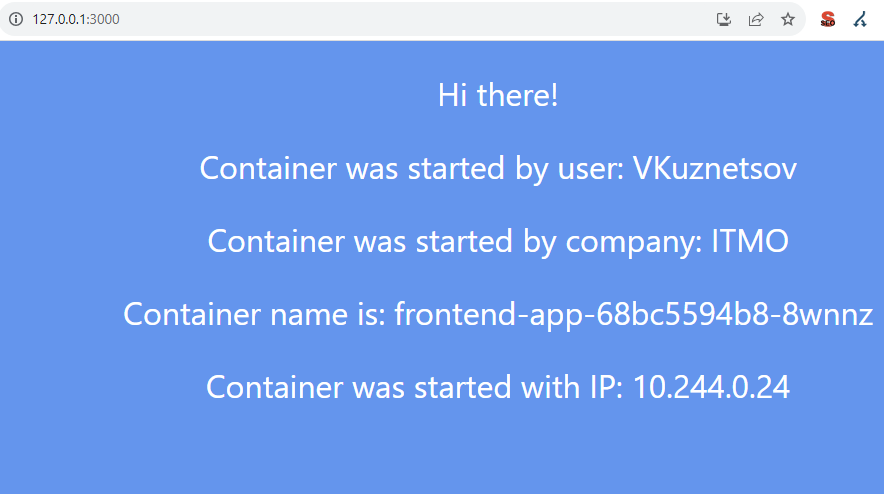 127.0.0.1:3000
SEO
Hi there!
Container was started by user: VKuznetsov
Container was started by company: ITMO
Container name is: frontend-app-68bc5594b8-8wnnz
Container was started with IP: 10.244.0.24